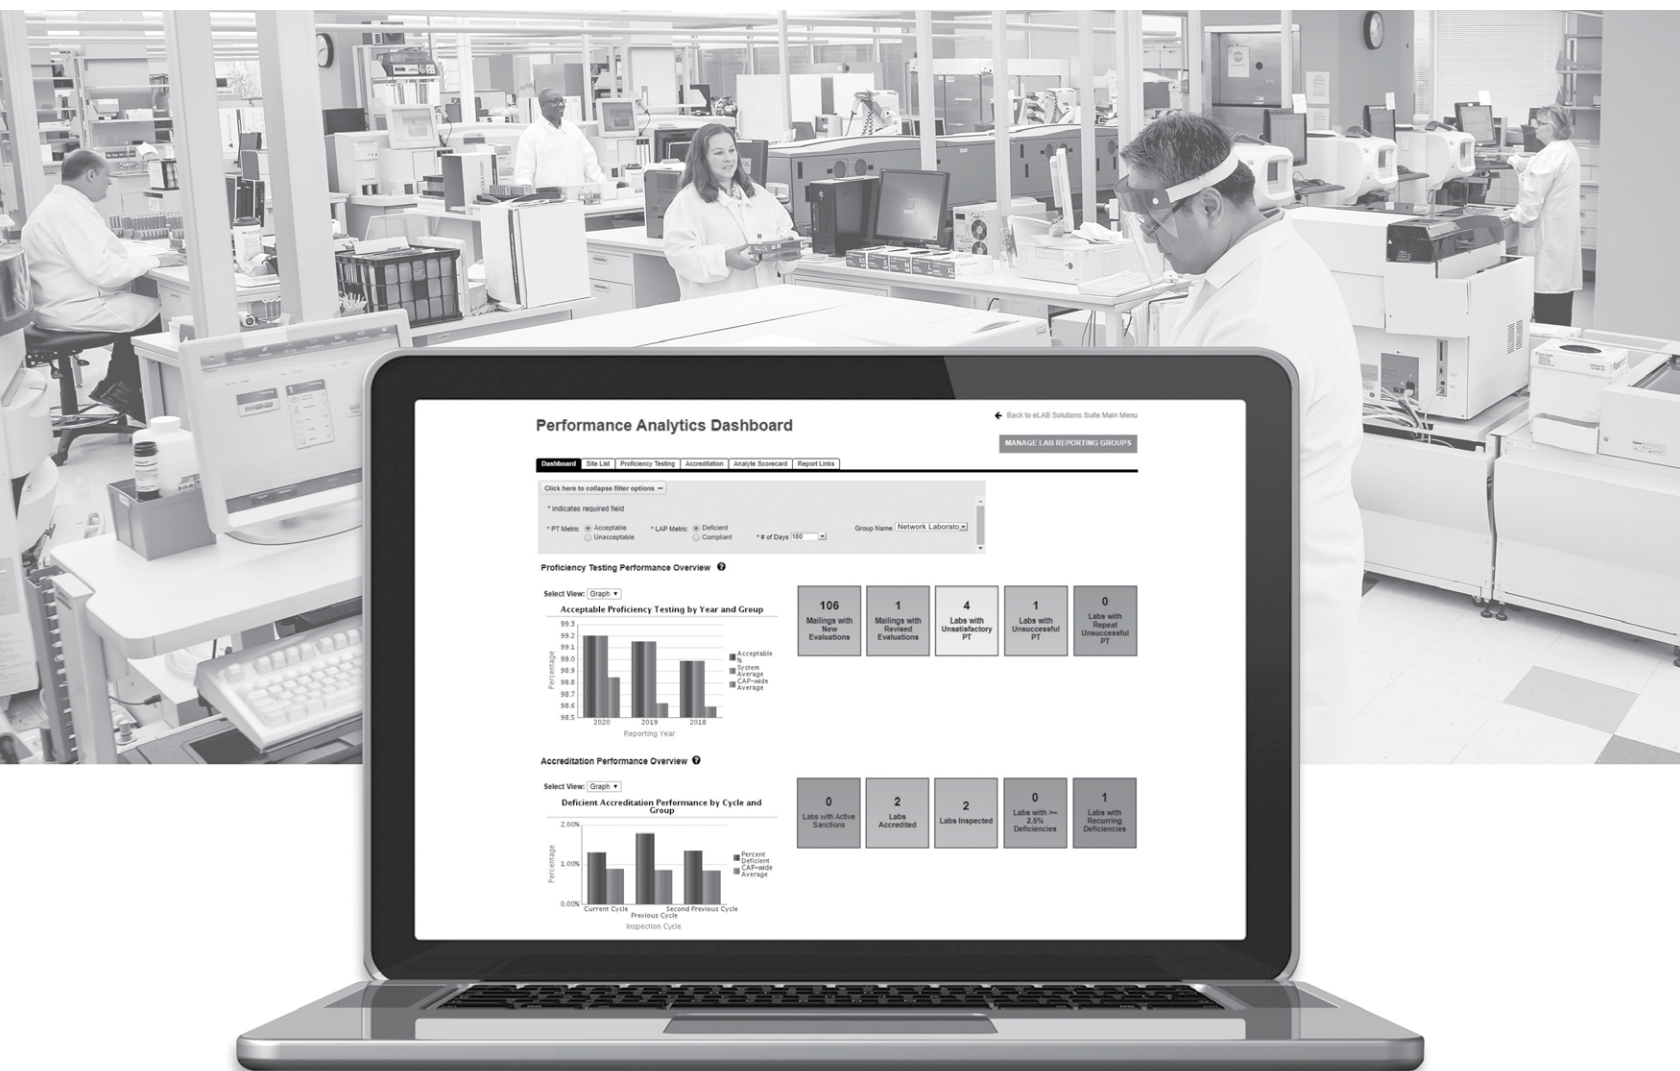 Back to eLAB Solutions Suite Main Menu
Performance Analytics Dashboard
MANAGE LAB REPORTING GROUPS
Dashboard Site List Proficiency Testing Accreditation Analyte Scorecard Report Links
Click here to collapse filter options −
* indicates required field
* PT Metric Acceptable
Unacceptable
* LAP Metric Deficient
Compliant
* # of Days 180
Group Name Network Laborato
Proficiency Testing Performance Overview ?
Select View: Graph
Acceptable Proficiency Testing by Year and Group
99.3
99.2
99.1
99.0
98.9
98.8
98.7
98.6
98.5
Percentage
2020 2019 2018
Reporting Year
Acceptable
%
System
Average
CAP-wide
Average
106
Mailings with
New
Evaluations
1
Mailings with
Revised
Evaluations
4
Labs with
Unsatisfactory
PT
1
Labs with
Unsuccessful
PT
0
Labs with
Repeat
Unsuccessful
PT
Accreditation Performance Overview ?
Select View: Graph
Deficient Accreditation Performance by Cycle and
Group
2.00%
1.00%
0.00%
Percentage
Current Cycle
Previous Cycle
Second Previous Cycle
Inspection Cycle
Percent
Deficient
CAP-wide
Average
0
Labs with Active
Sanctions
2
Labs
Accredited
2
Labs Inspected
0
Labs with >=
2.5%
Deficiencies
1
Labs with
Recurring
Deficiencies